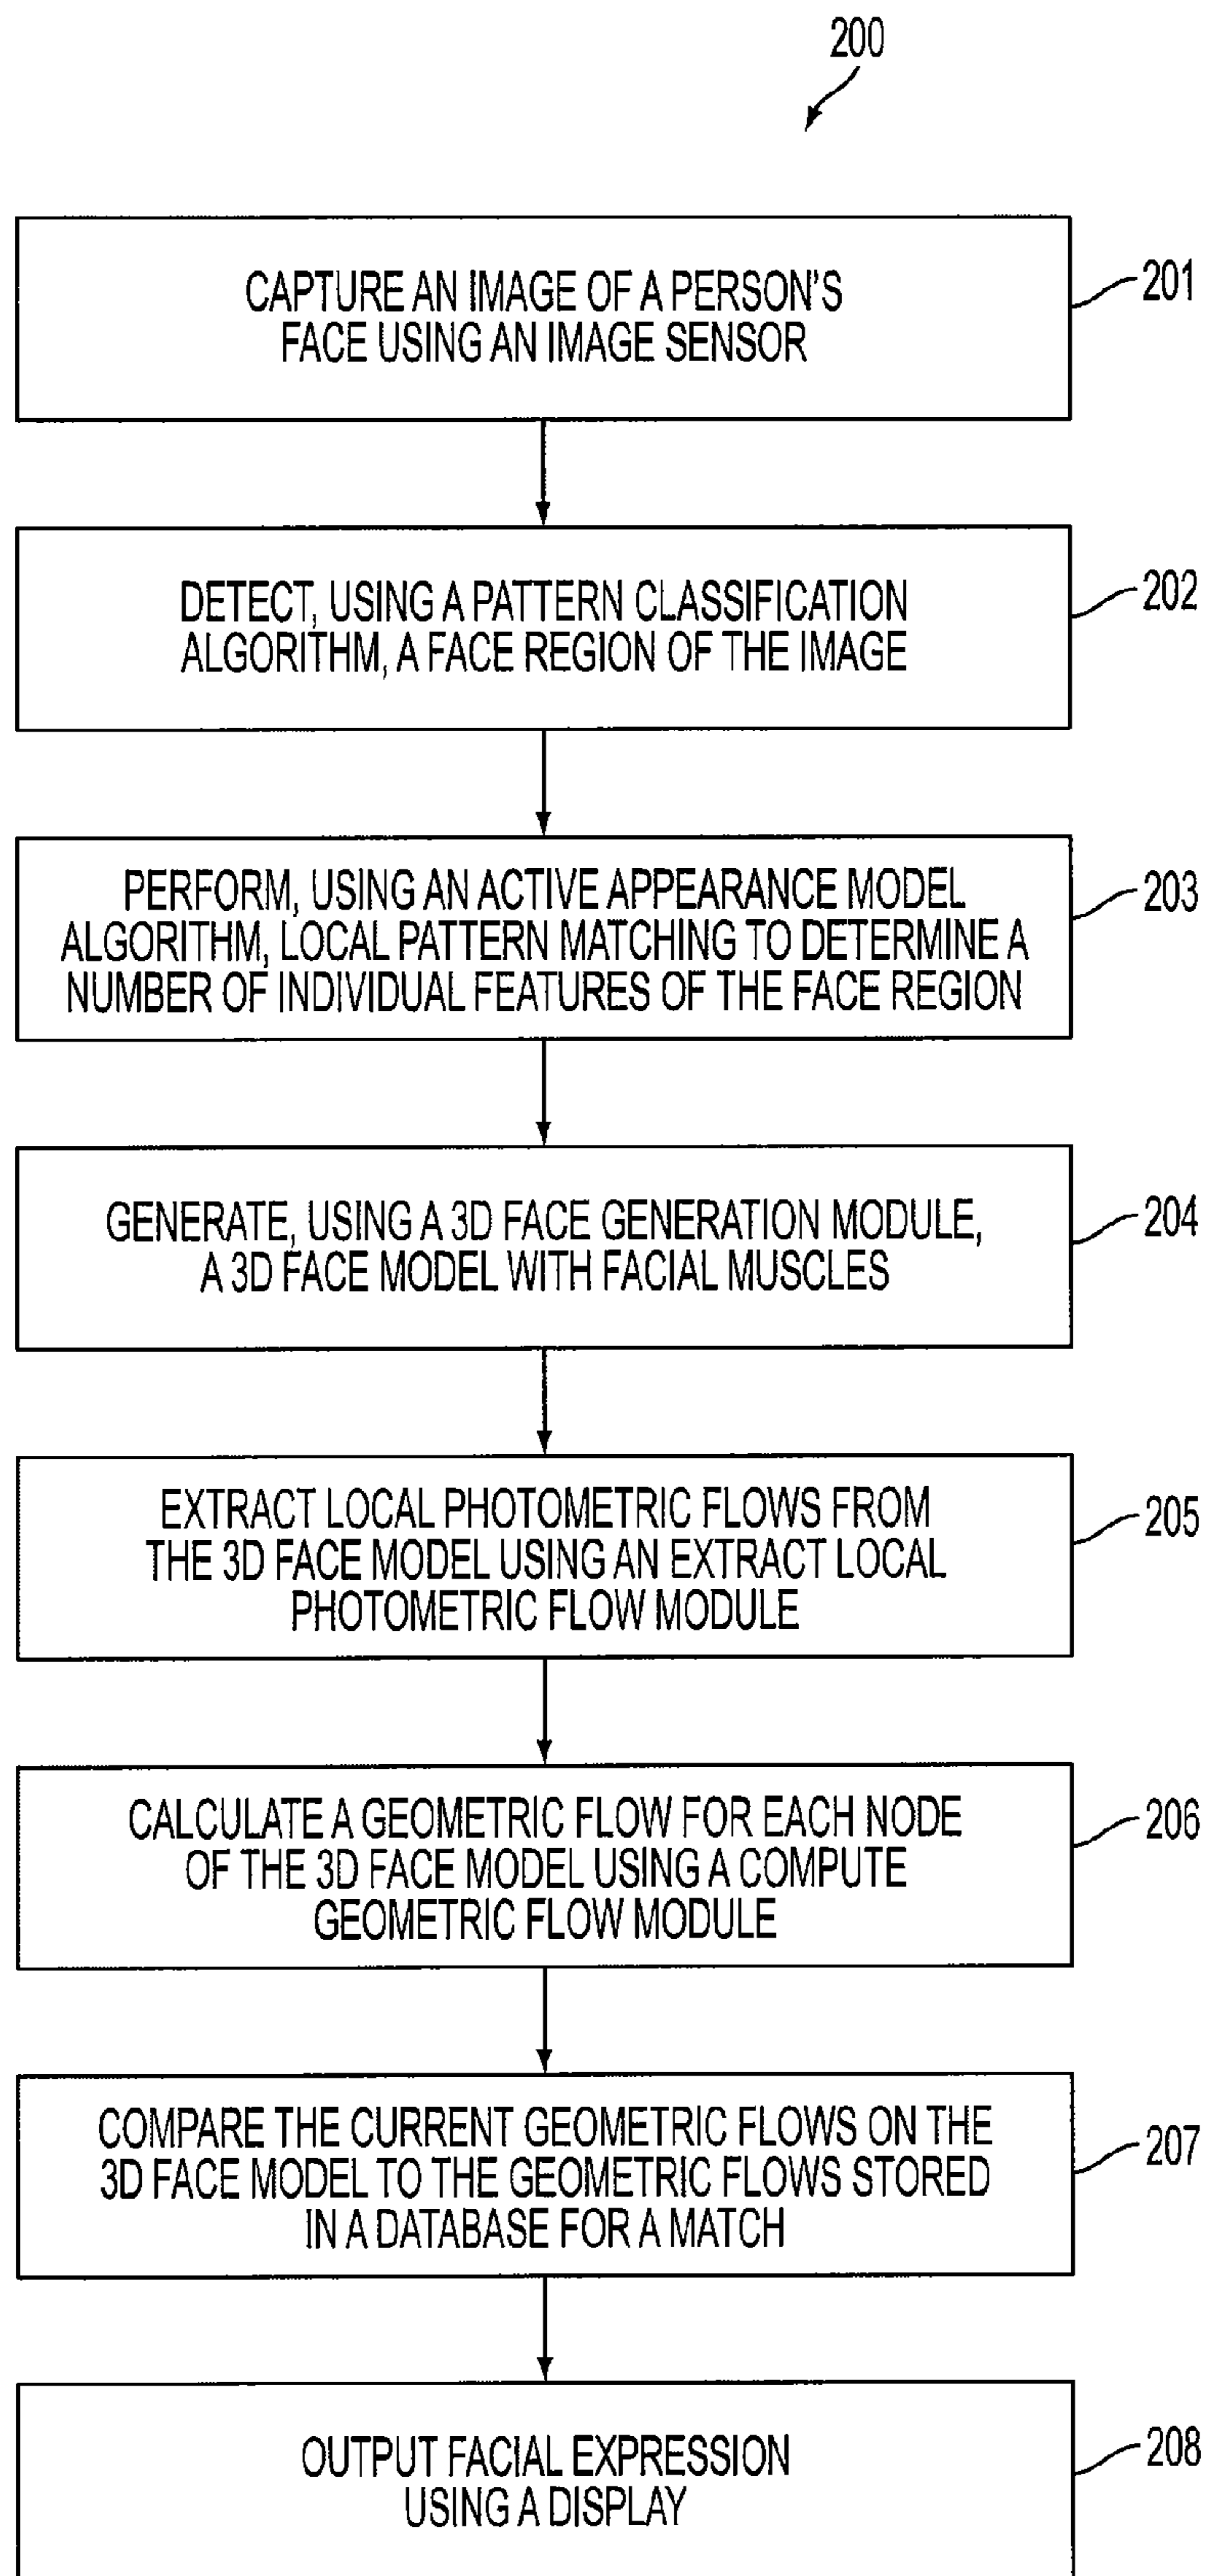 200
CAPTURE AN IMAGE OF A PERSON'S
FACE USING AN IMAGE SENSOR
201
DETECT, USING A PATTERN CLASSIFICATION
ALGORITHM, A FACE REGION OF THE IMAGE
202
PERFORM, USING AN ACTIVE APPEARANCE MODEL
ALGORITHM, LOCAL PATTERN MATCHING TO DETERMINE A
NUMBER OF INDIVIDUAL FEATURES OF THE FACE REGION
203
GENERATE, USING A 3D FACE GENERATION MODULE,
A 3D FACE MODEL WITH FACIAL MUSCLES
204
EXTRACT LOCAL PHOTOMETRIC FLOWS FROM
THE 3D FACE MODEL USING AN EXTRACT LOCAL
PHOTOMETRIC FLOW MODULE
205
CALCULATE A GEOMETRIC FLOW FOR EACH NODE
OF THE 3D FACE MODEL USING A COMPUTE
GEOMETRIC FLOW MODULE
206
COMPARE THE CURRENT GEOMETRIC FLOWS ON THE
3D FACE MODEL TO THE GEOMETRIC FLOWS STORED
IN A DATABASE FOR A MATCH
207
OUTPUT FACIAL EXPRESSION
USING A DISPLAY
208